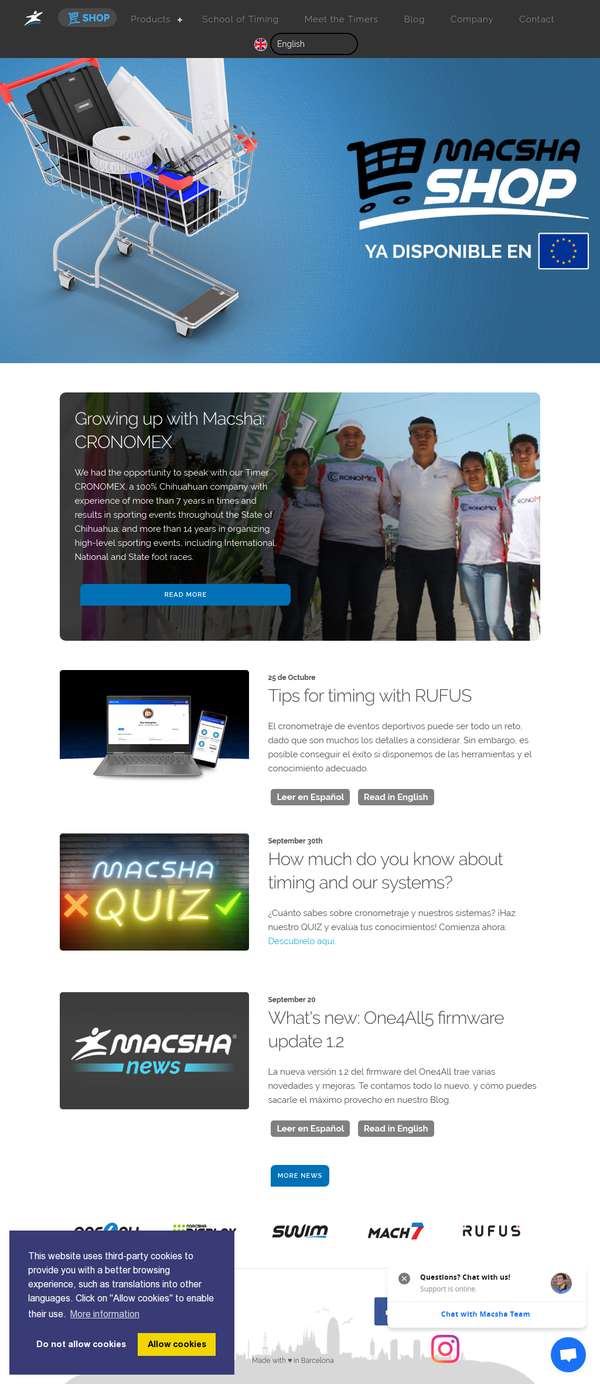 SHOP
Products +
School of Timing
Meet the Timers
Blog
Company
Contact
English
MACSHA
SHOP
YA DISPONIBLE EN
Growing up with Macsha:
CRONOMEX
We had the opportunity to speak with our Timer
CRONOMEX, a 100% Chihuahuan company with
experience of more than 7 years in times and
results in sporting events throughout the State of
Chihuahua; and more than 14 years in organizing
high-level sporting events, including International,
National and State foot races.
READ MORE
CRONOMEX
25 de Octubre
Tips for timing with RUFUS
El cronometraje de eventos deportivos puede ser todo un reto,
dado que son muchos los detalles a considerar. Sin embargo, es
posible conseguir el éxito si disponemos de las herramientas y el
conocimiento adecuado.
Leer en Español
Read in English
MACSHA
QUIZ
September 30th
How much do you know about
timing and our systems?
¿Cuánto sabes sobre cronometraje y nuestros sistemas? ¡Haz
nuestro QUIZ y evalúa tus conocimientos! Comienza ahora:
Descubrelo aqui.
MACSHA®
news
September 20
What's new: One4All5 firmware
update 1.2
La nueva versión 1.2 del firmware del One4All trae varias
novedades y mejoras. Te contamos todo lo nuevo, y cómo puedes
sacarle el máximo provecho en nuestro Blog.
Leer en Español
Read in English
MORE NEWS
SWIM
MACH7
RUFUS
This website uses third-party cookies to
provide you with a better browsing
experience, such as translations into other
languages. Click on "Allow cookies" to enable
their use. More information
Do not allow cookies
Allow cookies
Questions? Chat with us!
Support is online.
Chat with Macsha Team
Made with ♥ in Barcelona